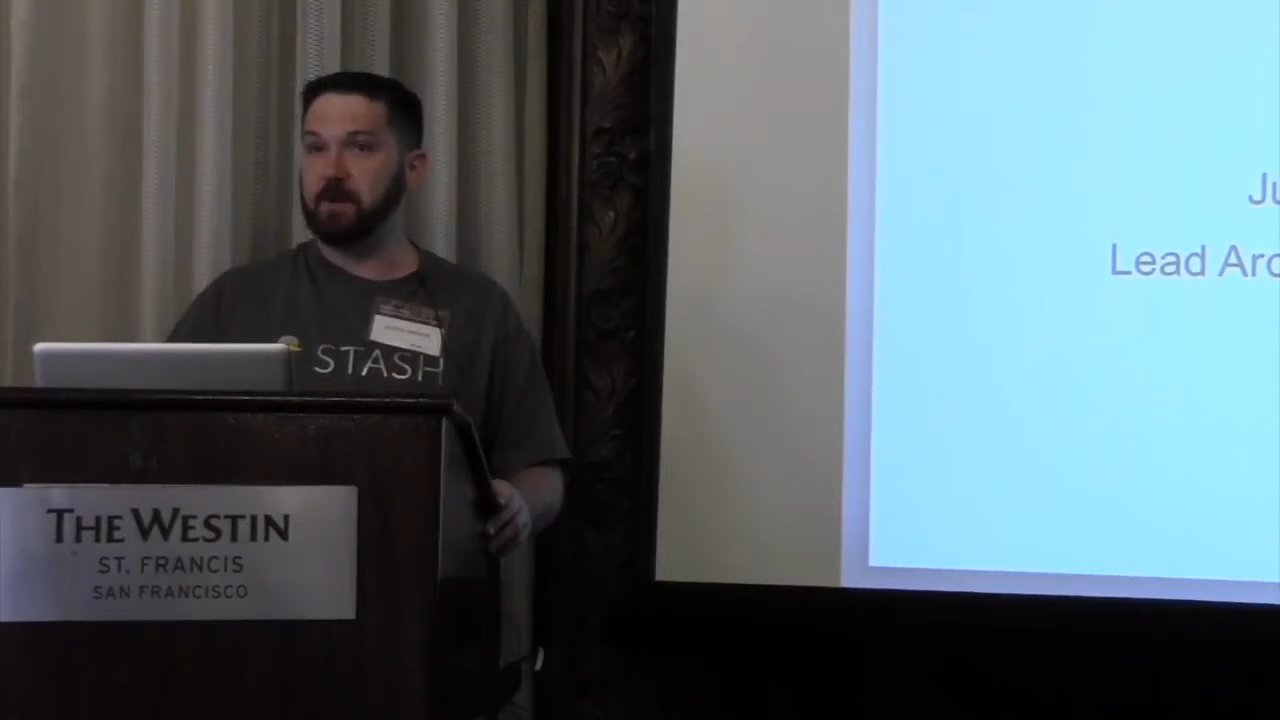 STASH
THE WESTIN
ST. FRANCIS
SAN FRANCISCO
Ju
Lead Arc